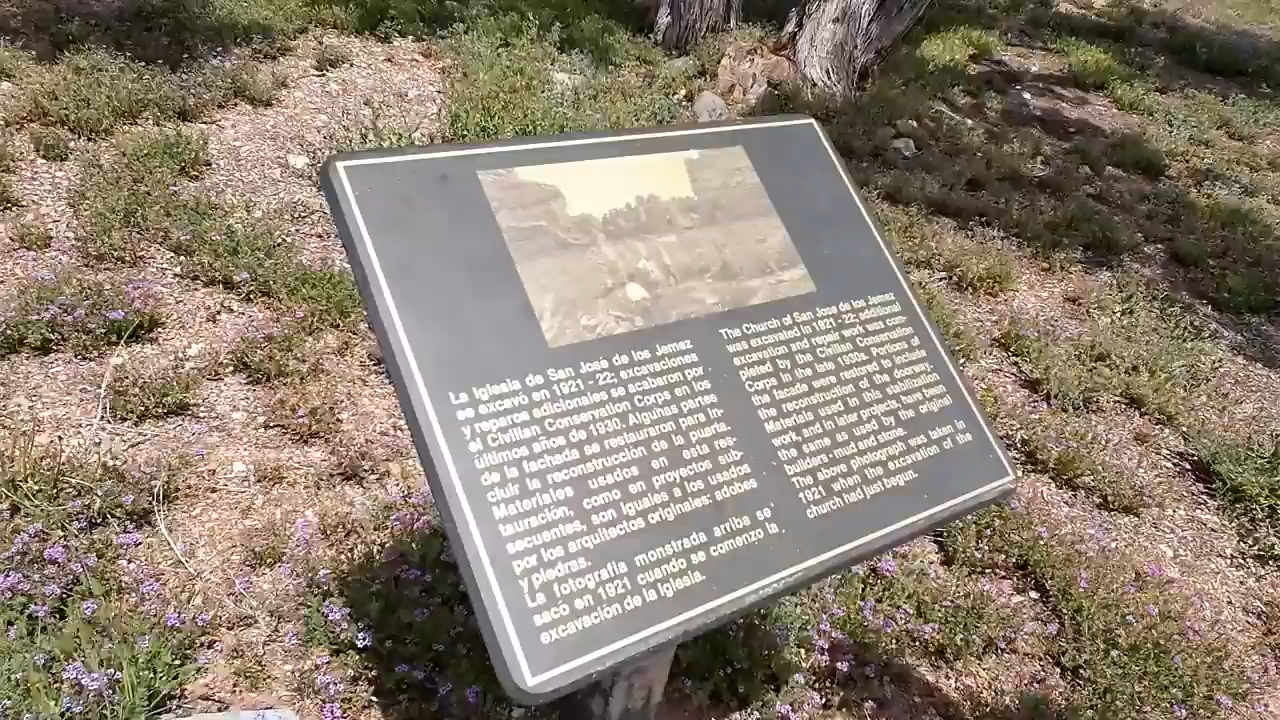 La Iglesia de San José de los Jemez
se excavó en 1921 - 22; excavaciones
y reparos adicionales se acabaron por
el Civilian Conservation Corps en los
últimos años de 1930. Algunas partes
de la fachada se restauraron para in-
cluir la reconstrucción de la puerta.
Materiales usados en esta res-
tauración, como en proyectos sub-
secuentes, son iguales a los usados
por los arquitectos originales: adobes
y piedras.
La fotografía monstrada arriba se
sacó en 1921 cuando se comenzo la
excavación de la Iglesia.
The Church of San Jose de los Jemez
was excavated in 1921 - 22; additional
excavation and repair work was com-
pleted by the Civilian Conservation
Corps in the late 1930s. Portions of
the facade were restored to include
the reconstruction of the doorway.
Materials used in this stabilization
work, and in later projects, have been
the same as used by the original
builders - mud and stone.
The above photograph was taken in
1921 when the excavation of the
church had just begun.